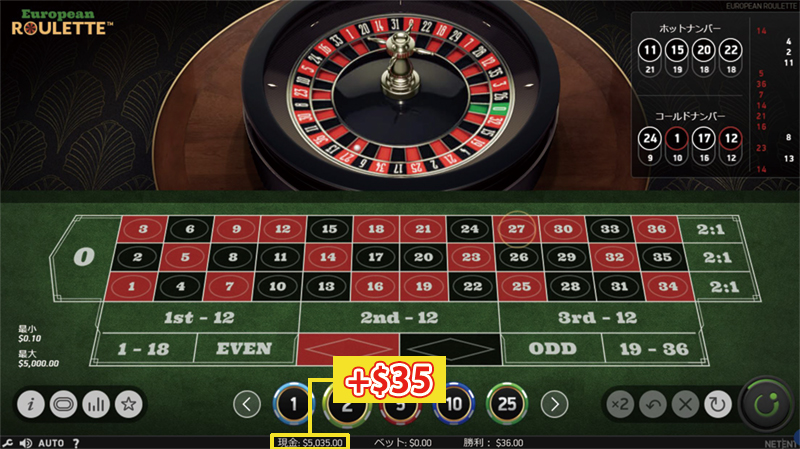 European
ROULETTE™
EUROPEAN ROULETTE
ホットナンバー
11 15 20 22
21 19 18 18
コールドナンバー
24 1 17 12
9 10 16 16
14
4
2
11
5
36
7
14
21
16
8
23
13
14
0
3 6 9 12 15 18 21 24 27 30 33 36 2:1
2 5 8 11 14 17 20 23 26 29 32 35 2:1
1 4 7 10 13 16 19 22 25 28 31 34 2:1
1st - 12 2nd - 12 3rd - 12
1 - 18 EVEN ODD 19 - 36
最小
$0.10
最大
$5,000.00
+$35
1 2 5 10 25
×2
現金: $5,035.00 ベット: $0.00 勝利: $36.00
AUTO ?
NETENT